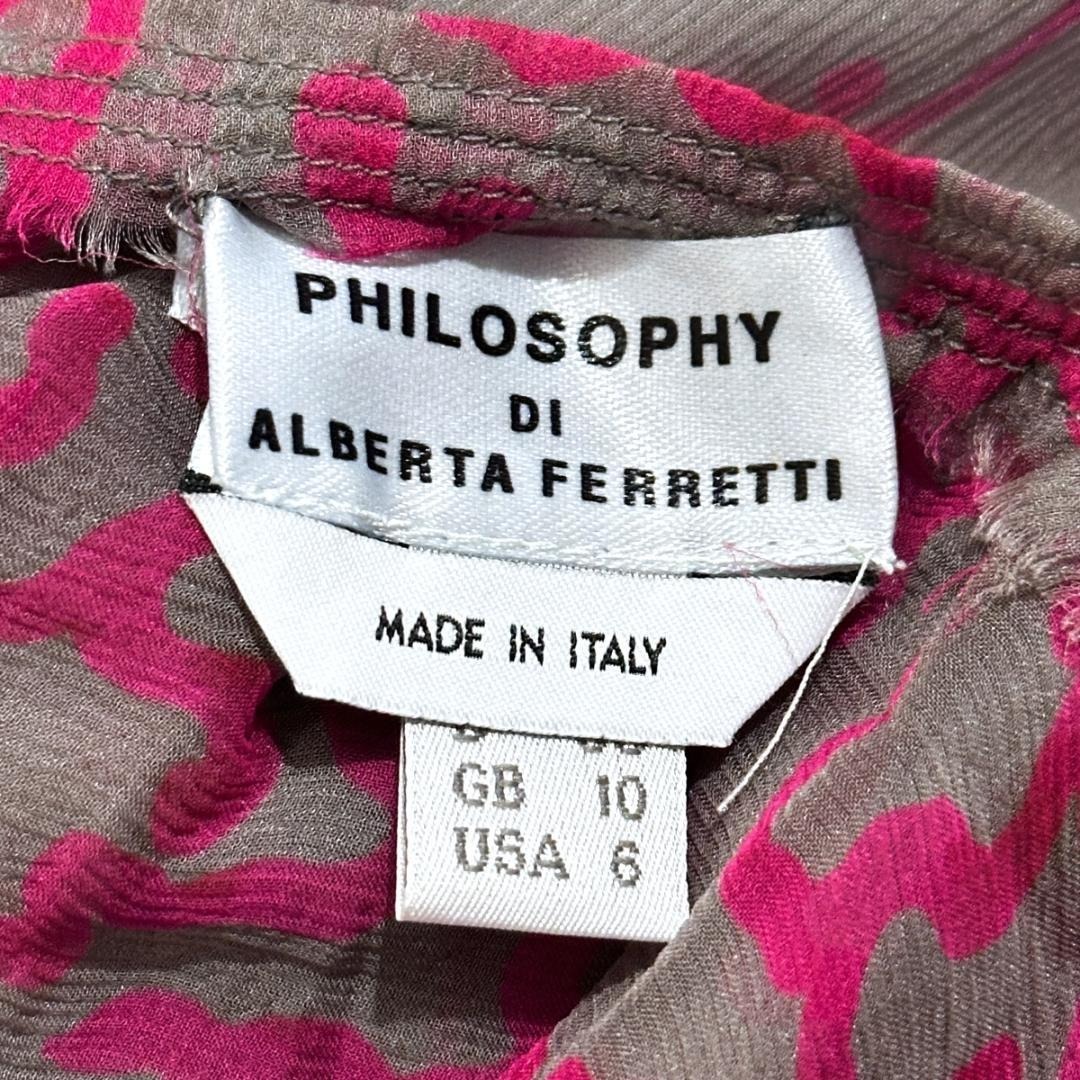 PHILOSOPHY
DI
ALBERTA FERRETTI
MADE IN ITALY
GB 10
USA 6